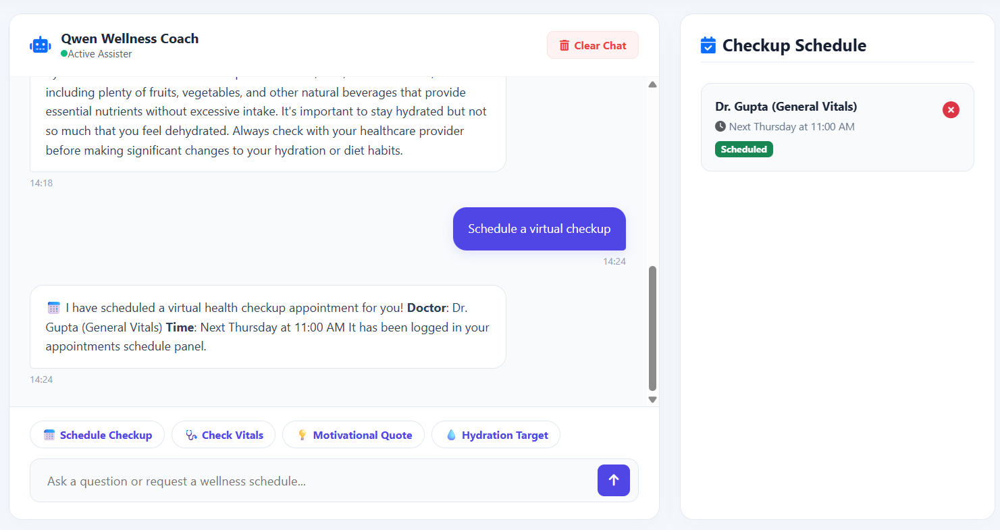 Qwen Wellness Coach
Active Assister
Clear Chat
including plenty of fruits, vegetables, and other natural beverages that provide
essential nutrients without excessive intake. It's important to stay hydrated but not
so much that you feel dehydrated. Always check with your healthcare provider
before making significant changes to your hydration or diet habits.
14:18
Schedule a virtual checkup
14:24
I have scheduled a virtual health checkup appointment for you! Doctor: Dr.
Gupta (General Vitals) Time: Next Thursday at 11:00 AM It has been logged in your
appointments schedule panel.
14:24
Schedule Checkup
Check Vitals
Motivational Quote
Hydration Target
Ask a question or request a wellness schedule...
Checkup Schedule
Dr. Gupta (General Vitals)
Next Thursday at 11:00 AM
Scheduled